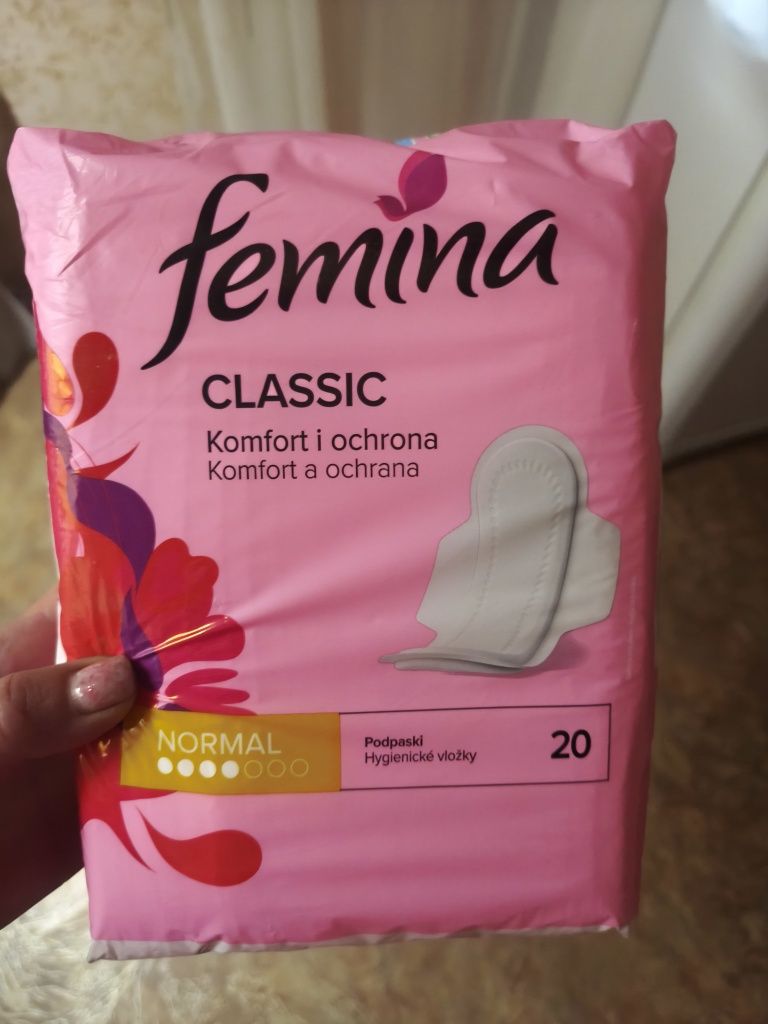 femina
CLASSIC
Komfort i ochrona
Komfort a ochrana
NORMAL
Podpaski
Hygienické vložky
20